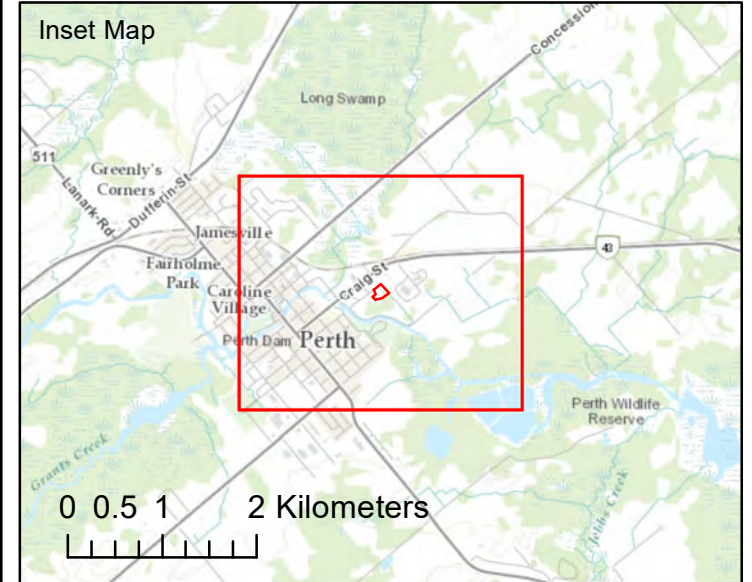 Inset Map
Concession
Long Swamp
511
Greenly's
Corners
Lanark-Rd
Dufferin-St
Jamesville
43
Fairholme
Park
Craig-St
Caroline
Village
Perth Dam
Perth
Perth Wildlife
Reserve
Grants Creek
Jebbs Creek
0 0.5 1 2 Kilometers